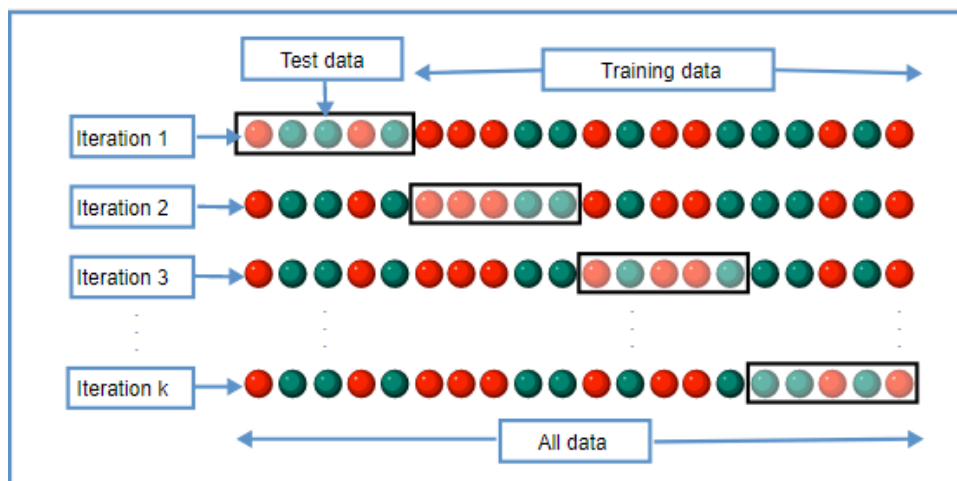 Test data
Training data
Iteration 1
Iteration 2
Iteration 3
Iteration k
All data